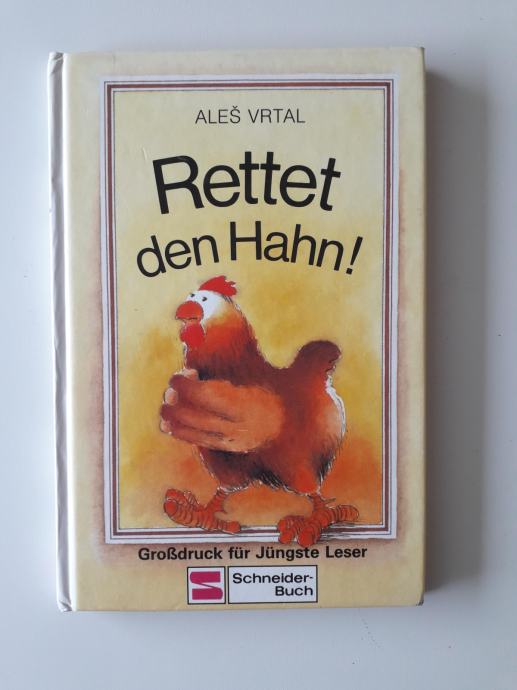 ALEŠ VRTAL
Rettet
den Hahn!
Großdruck für Jüngste Leser
Schneider-
Buch